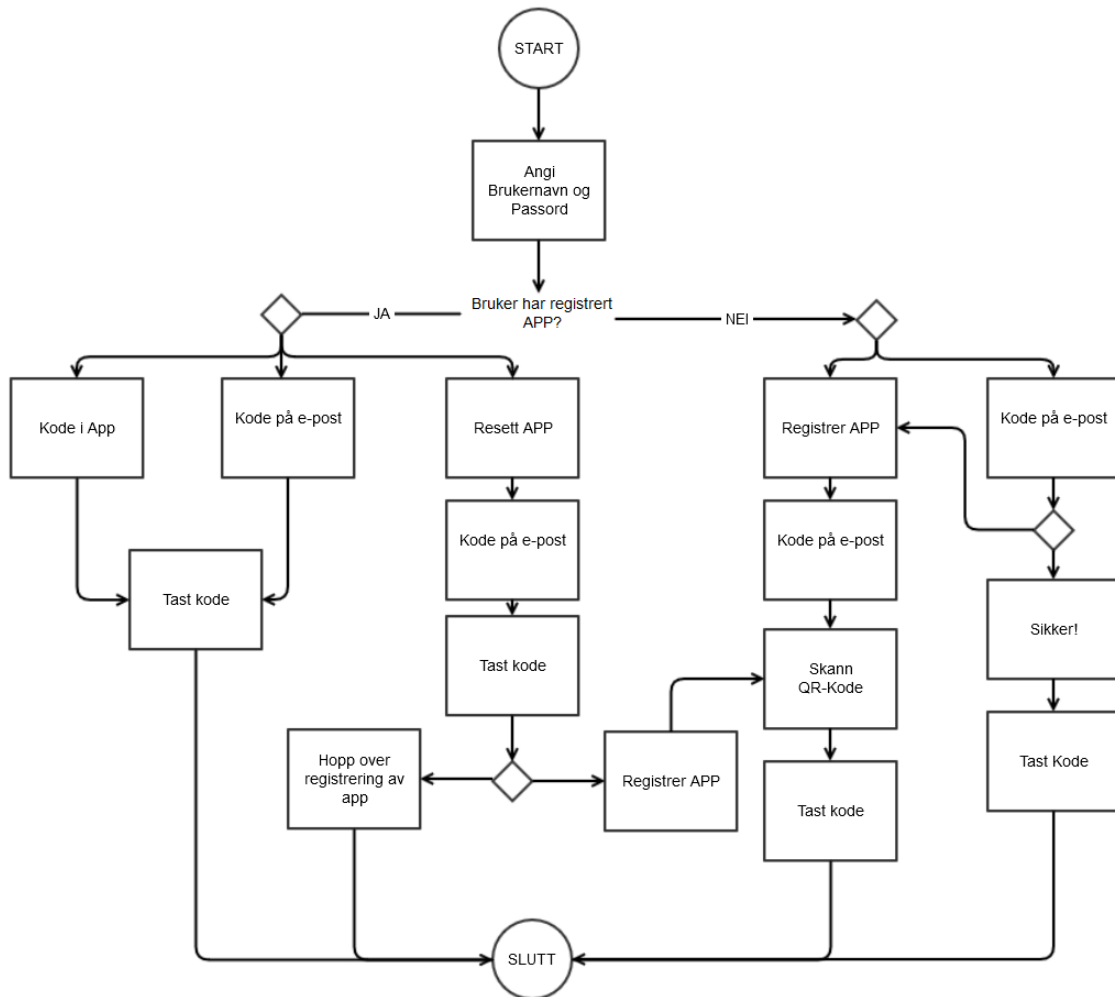 START
Angi
Brukernavn og
Passord
Bruker har registrert
APP?
JA
NEI
Kode i App
Kode på e-post
Resett APP
Registrer APP
Kode på e-post
Kode på e-post
Kode på e-post
Tast kode
Sikker!
Tast kode
Skann
QR-Kode
Hopp over
registrering av
app
Registrer APP
Tast kode
Tast Kode
SLUTT